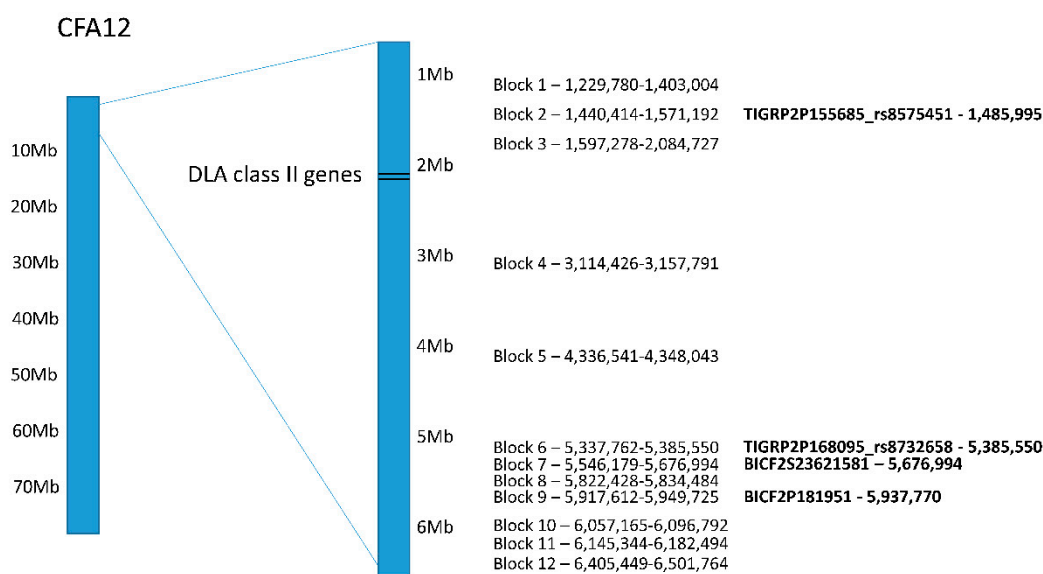 CFA12
10Mb
20Mb
30Mb
40Mb
50Mb
60Mb
70Mb
DLA class II genes
1Mb
2Mb
3Mb
4Mb
5Mb
6Mb
Block 1 – 1,229,780-1,403,004
Block 2 – 1,440,414-1,571,192 TIGRP2P155685_rs8575451 - 1,485,995
Block 3 – 1,597,278-2,084,727
Block 4 – 3,114,426-3,157,791
Block 5 – 4,336,541-4,348,043
Block 6 – 5,337,762-5,385,550 TIGRP2P168095_rs8732658 - 5,385,550
Block 7 – 5,546,179-5,676,994 BICF2S23621581 – 5,676,994
Block 8 – 5,822,428-5,834,484
Block 9 – 5,917,612-5,949,725 BICF2P181951 - 5,937,770
Block 10 – 6,057,165-6,096,792
Block 11 – 6,145,344-6,182,494
Block 12 – 6,405,449-6,501,764